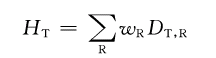 H_T = ∑_R w_R D_{T,R}